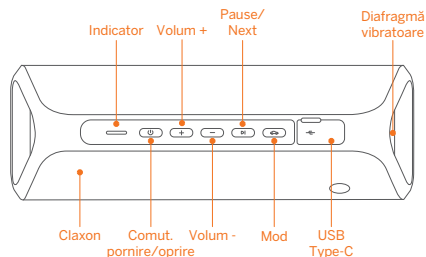 Indicator
Volum +
Pause/
Next
Diafragmă
vibratoare
Claxon
Comut.
pornire/oprire
Volum -
Mod
USB
Type-C